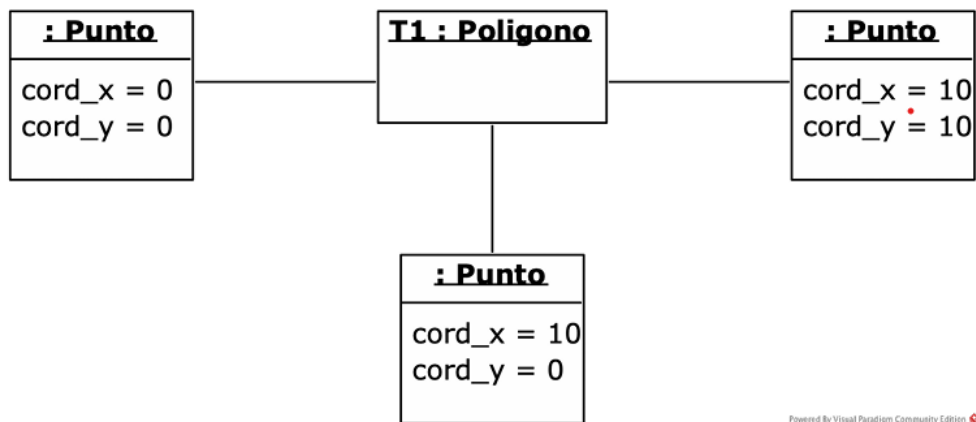 : Punto
cord_x = 0
cord_y = 0
T1 : Poligono
: Punto
cord_x = 10
cord_y = 10
: Punto
cord_x = 10
cord_y = 0
Powered By Visual Paradigm Community Edition